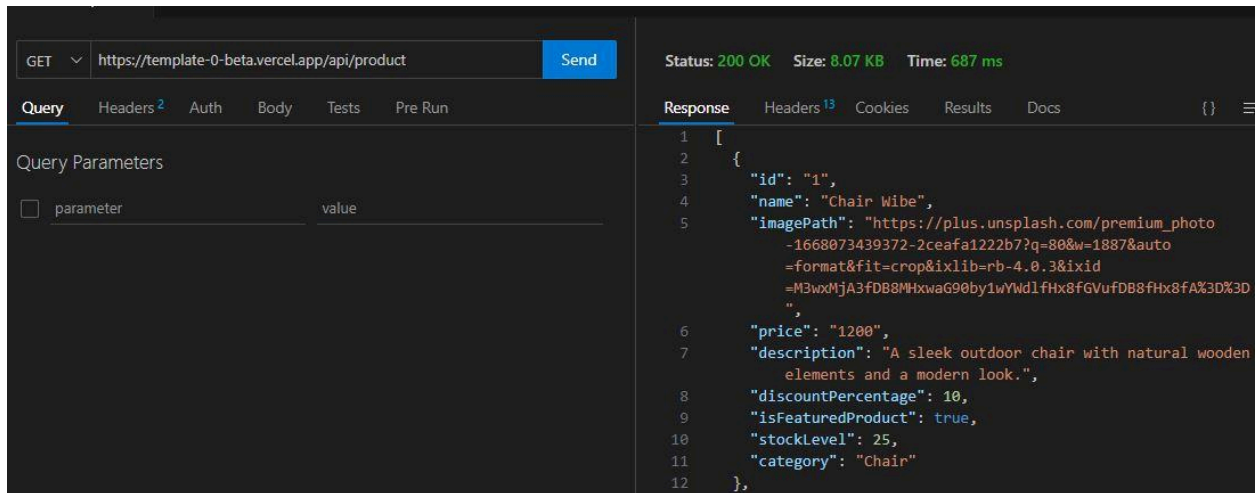 GET https://template-0-beta.vercel.app/api/product Send
Query Headers 2 Auth Body Tests Pre Run
Query Parameters
parameter value
Status: 200 OK Size: 8.07 KB Time: 687 ms
Response Headers 13 Cookies Results Docs {}
1 [
2 {
3 "id": "1",
4 "name": "Chair Wibe",
5 "imagePath": "https://plus.unsplash.com/premium_photo
-1668073439372-2ceafa1222b7?q=80&w=1887&auto
=format&fit=crop&ixlib=rb-4.0.3&ixid
=M3wxMjA3fDB8MHxwaG90by1wYWdlfHx8fGVufDB8fHx8fA%3D%3D
",
6 "price": "1200",
7 "description": "A sleek outdoor chair with natural wooden
elements and a modern look.",
8 "discountPercentage": 10,
9 "isFeaturedProduct": true,
10 "stockLevel": 25,
11 "category": "Chair"
12 },